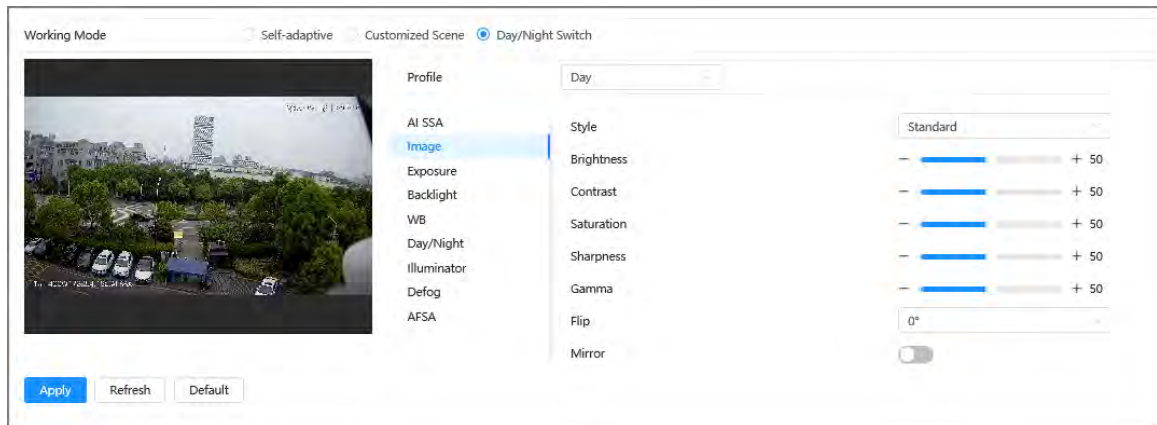 Working Mode Self-adaptive Customized Scene Day/Night Switch
Profile Day
AI SSA
Image
Exposure
Backlight
WB
Day/Night
Illuminator
Defog
AFSA
Style Standard
Brightness - + 50
Contrast - + 50
Saturation - + 50
Sharpness - + 50
Gamma - + 50
Flip 0°
Mirror
Apply Refresh Default